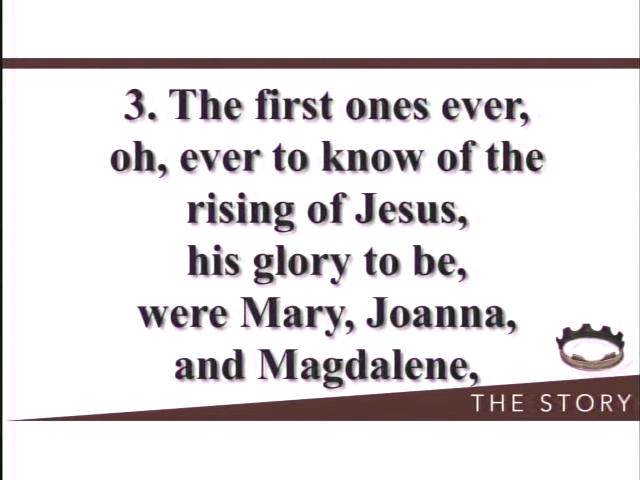 3. The first ones ever,
oh, ever to know of the
rising of Jesus,
his glory to be,
were Mary, Joanna,
and Magdalene,
THE STORY